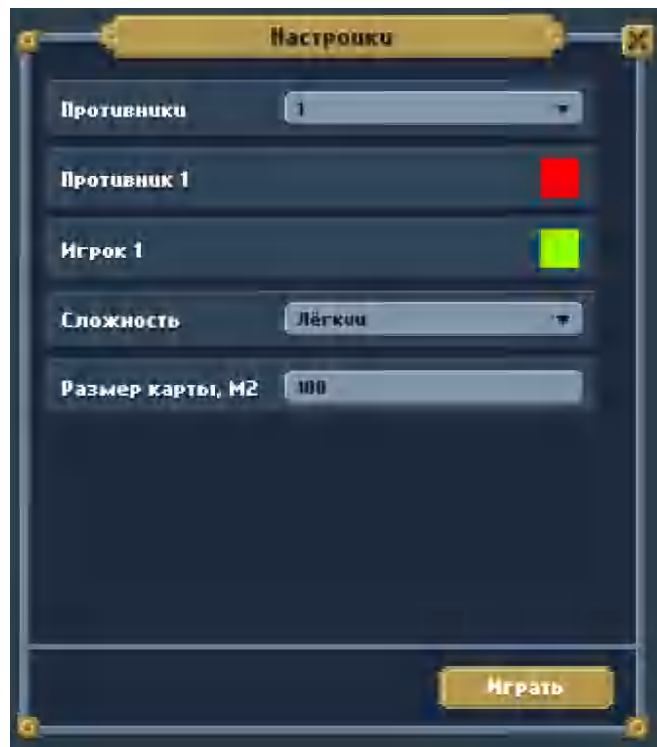 Настройки
Противники 1
Противник 1
Игрок 1
Сложность Лёгкий
Размер карты, М2 100
Играть